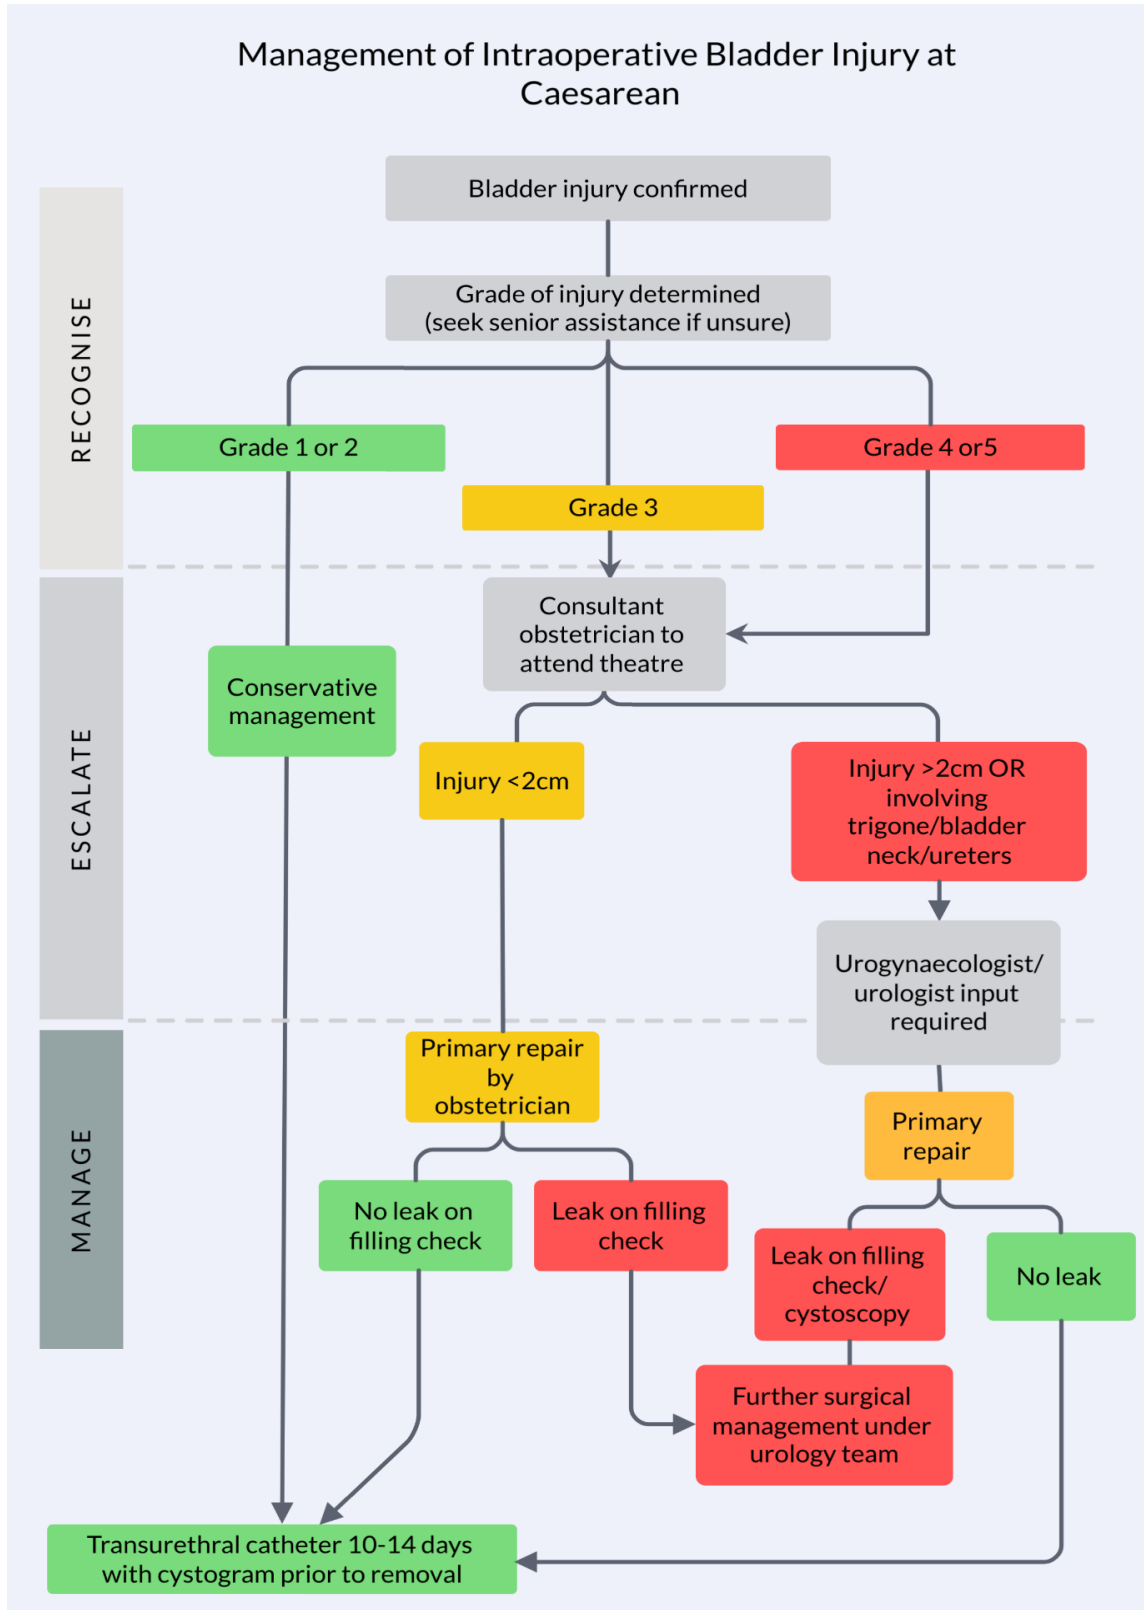 Management of Intraoperative Bladder Injury at
Caesarean
Bladder injury confirmed
RECOGNISE
Grade of injury determined
(seek senior assistance if unsure)
Grade 1 or 2
Grade 4 or5
Grade 3
ESCALATE
Consultant
obstetrician to
attend theatre
Conservative
management
Injury <2cm
Injury >2cm OR
involving
trigone/bladder
neck/ureters
Urogynaecologist/
urologist input
required
MANAGE
Primary repair
by
obstetrician
Primary
repair
No leak on
filling check
Leak on filling
check
Leak on filling
check/
cystoscopy
No leak
Further surgical
management under
urology team
Transurethral catheter 10-14 days
with cystogram prior to removal